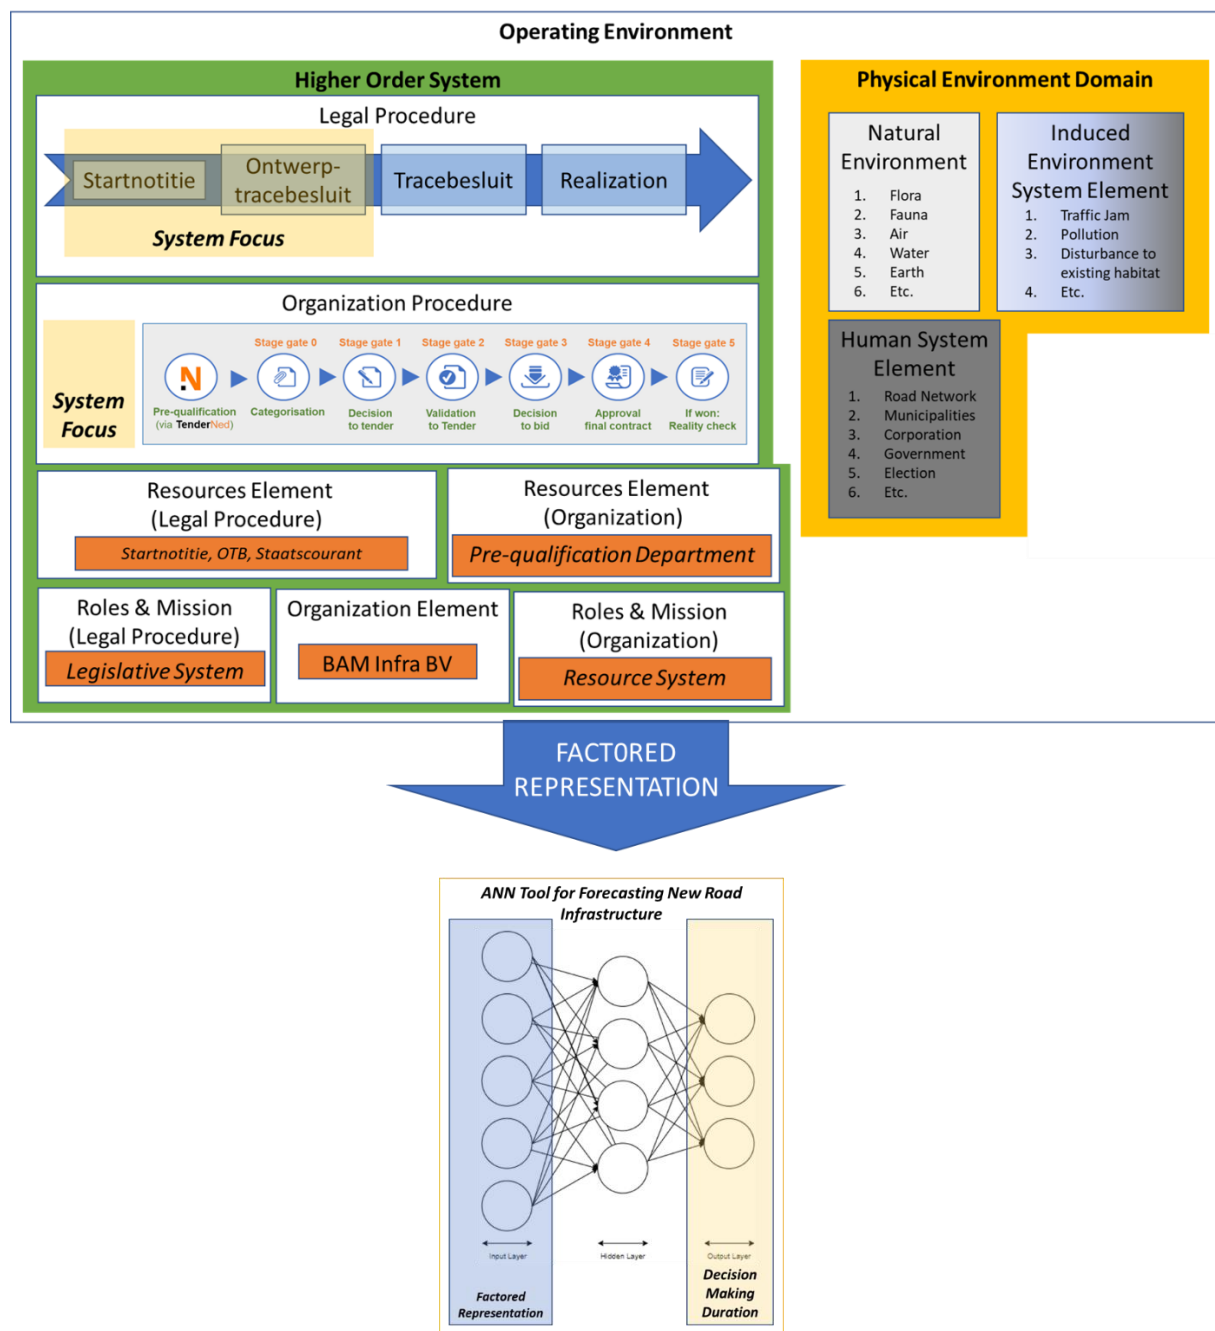 Operating Environment
Higher Order System
Legal Procedure
Startnotitie
Ontwerp-
tracebesluit
Tracebesluit
Realization
System Focus
Organization Procedure
System
Focus
N
Pre-qualification
(via TenderNed)
Stage gate 0
Categorisation
Stage gate 1
Decision
to tender
Stage gate 2
Validation
to Tender
Stage gate 3
Decision
to bid
Stage gate 4
Approval
final contract
Stage gate 5
If won:
Reality check
Resources Element
(Legal Procedure)
Startnotitie, OTB, Staatscourant
Resources Element
(Organization)
Pre-qualification Department
Roles & Mission
(Legal Procedure)
Legislative System
Organization Element
BAM Infra BV
Roles & Mission
(Organization)
Resource System
Physical Environment Domain
Natural
Environment
1. Flora
2. Fauna
3. Air
4. Water
5. Earth
6. Etc.
Induced
Environment
System Element
1. Traffic Jam
2. Pollution
3. Disturbance to
existing habitat
4. Etc.
Human System
Element
1. Road Network
2. Municipalities
3. Corporation
4. Government
5. Election
6. Etc.
FACTORED
REPRESENTATION
ANN Tool for Forecasting New Road
Infrastructure
Input Layer
Hidden Layer
Output Layer
Factored
Representation
Decision
Making
Duration